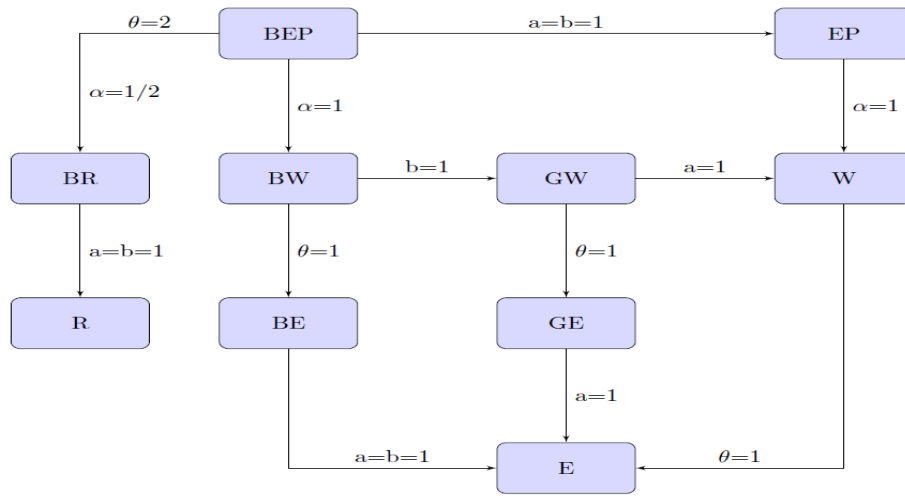 θ=2
BEP
a=b=1
EP
α=1/2
α=1
α=1
BR
BW
b=1
GW
a=1
W
a=b=1
θ=1
θ=1
R
BE
GE
a=1
a=b=1
E
θ=1